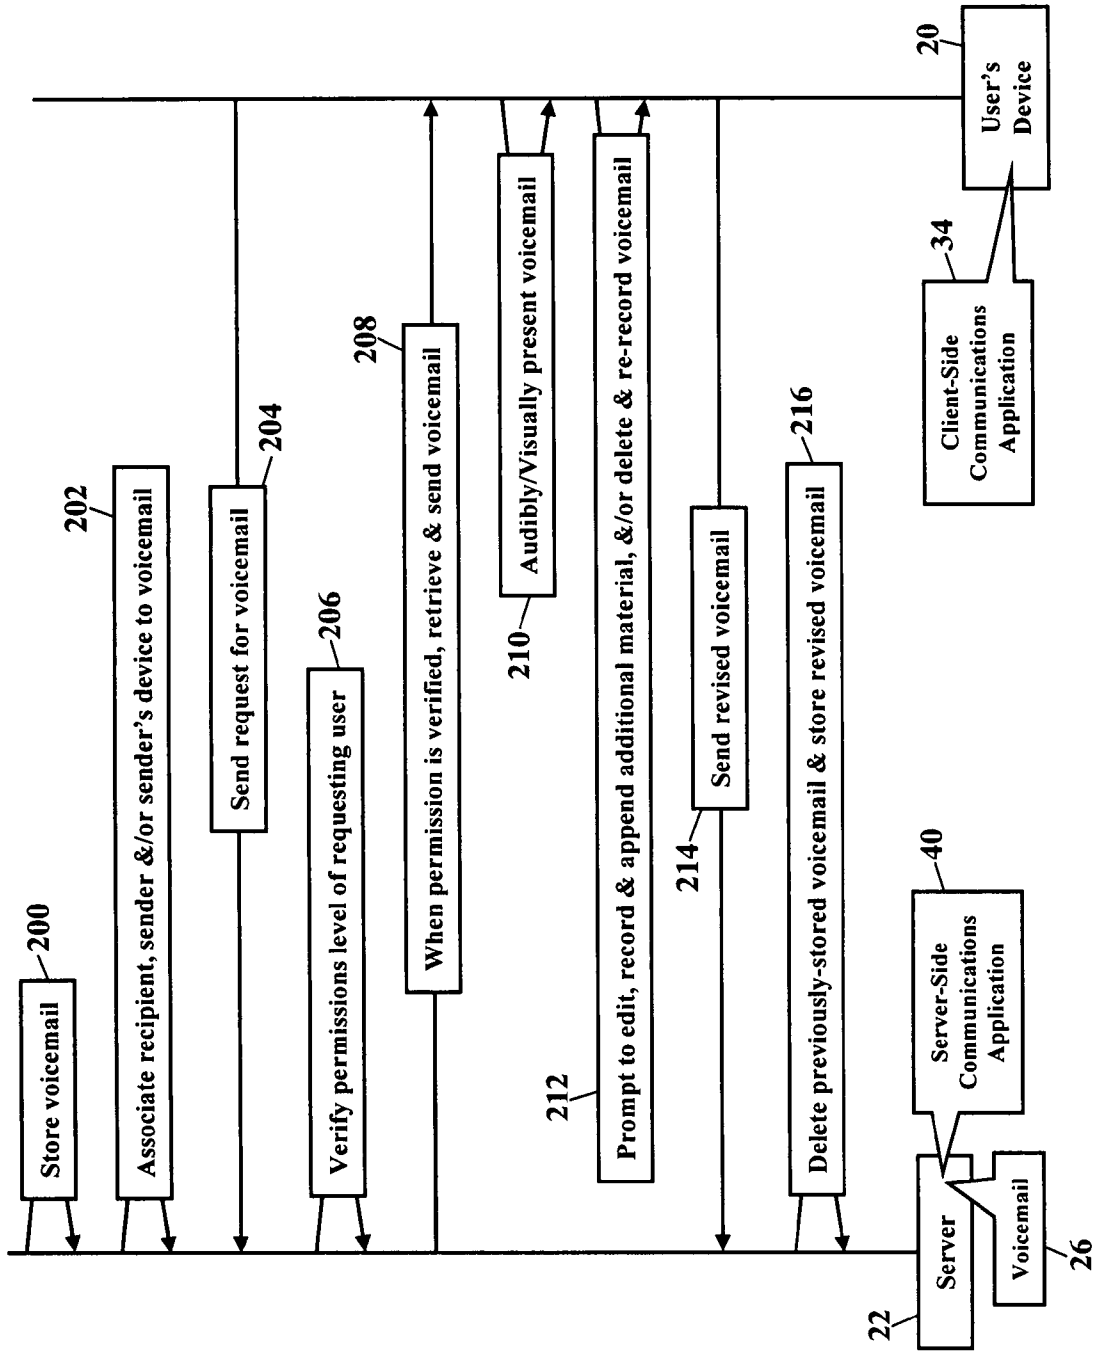 200
Store voicemail
202
Associate recipient, sender &/or sender's device to voicemail
Send request for voicemail
204
206
Verify permissions level of requesting user
208
When permission is verified, retrieve & send voicemail
Audibly/Visually present voicemail
210
212
Prompt to edit, record & append additional material, &/or delete & re-record voicemail
Send revised voicemail
214
216
Delete previously-stored voicemail & store revised voicemail
22
Server
40
Server-Side
Communications
Application
Voicemail
26
34
Client-Side
Communications
Application
20
User's
Device